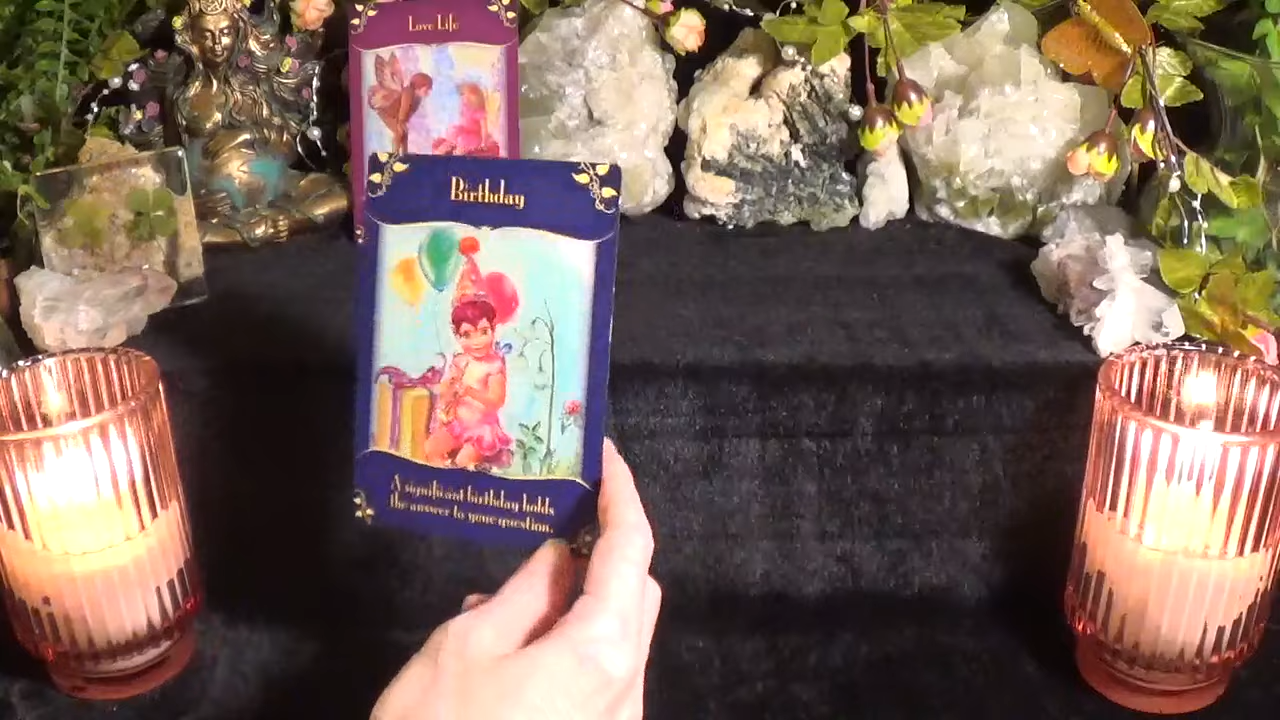 Love Life
Birthday
A significant birthday holds
the answer to your question.